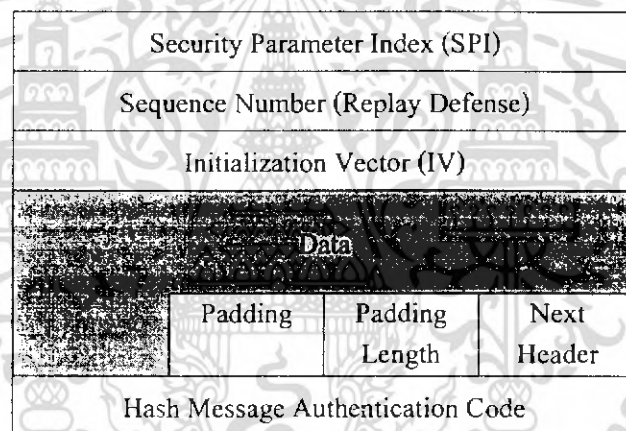 Security Parameter Index (SPI)
Sequence Number (Replay Defense)
Initialization Vector (IV)
Data
Padding
Padding
Length
Next
Header
Hash Message Authentication Code